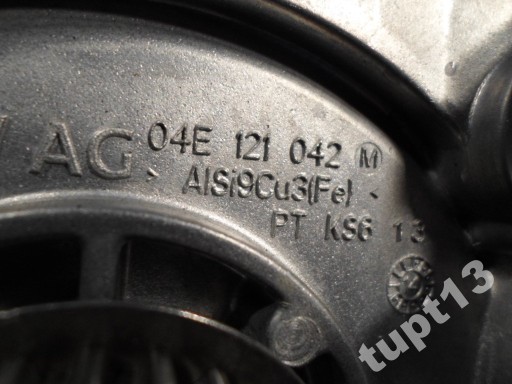 AG 04E 121 042 M
> AlSi9Cu3(Fe) <
PT KS6 13
tupt13